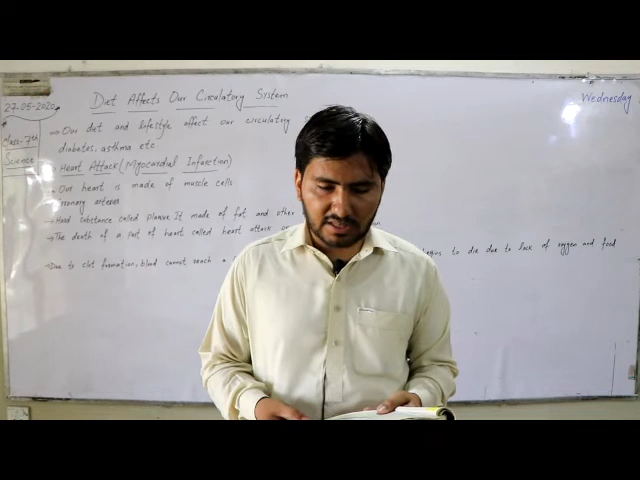 27-05-2020
Diet Affects Our Circulatory System
Wednesday
Class-7th
Science
→ Our diet and lifestyle affect our circulatory S
diabetes, asthma etc
→ Heart Attack (Myocardial Infarction)
→ Our heart is made of muscle cells
coronary arteries
→ Hard substance called plaque. It made of fat and other
→ The death of a part of heart called heart attack or
→ Due to clot formation, blood cannot reach a begins to die due to lack of oxygen and food